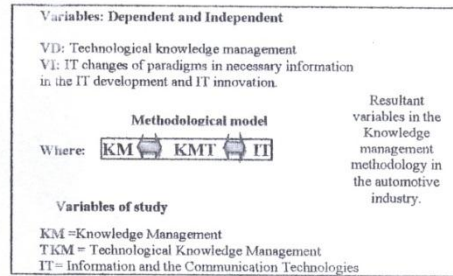 Variables: Dependent and Independent
VD: Technological knowledge management
VI: IT changes of paradigms in necessary information
in the IT development and IT innovation.
Methodological model
Where: KM KMT IT
Resultant
variables in the
Knowledge
management
methodology in
the automotive
industry.
Variables of study
KM =Knowledge Management
TKM = Technological Knowledge Management
IT= Information and the Communication Technologies